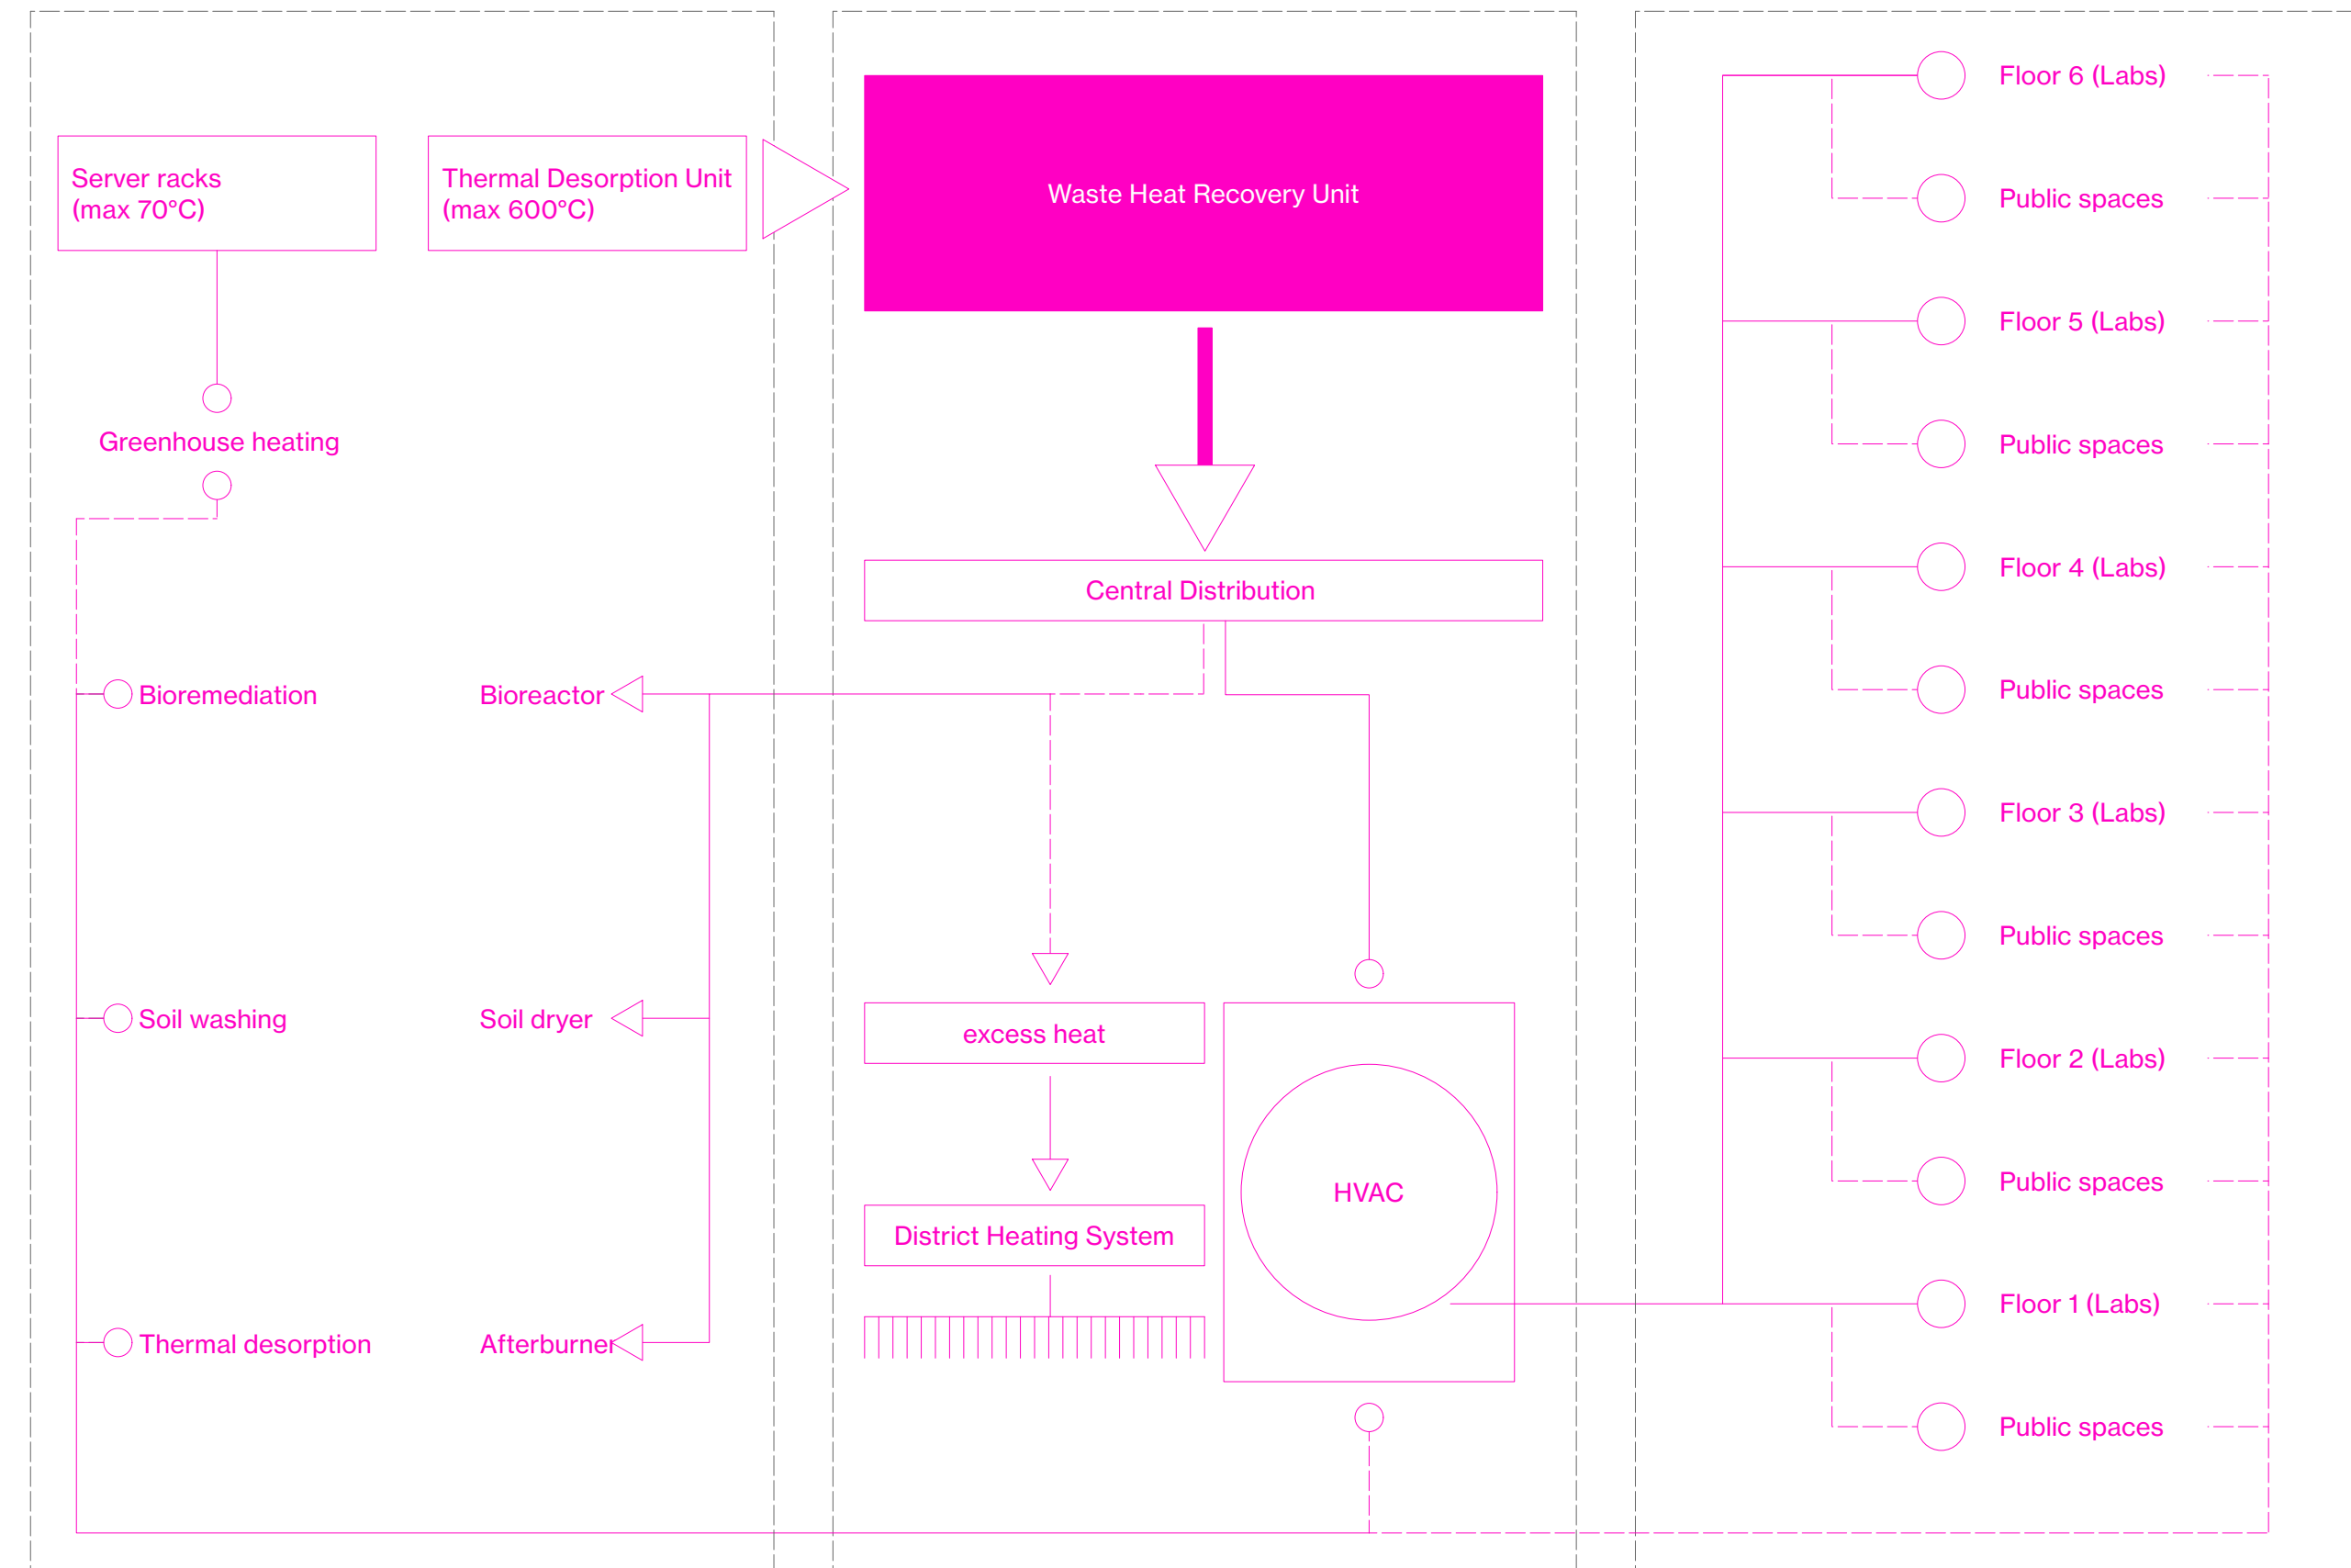 Server racks
(max 70°C)
Thermal Desorption Unit
(max 600°C)
Greenhouse heating
Bioremediation
Bioreactor
Soil washing
Soil dryer
Thermal desorption
Afterburner
Waste Heat Recovery Unit
Central Distribution
excess heat
District Heating System
HVAC
Floor 6 (Labs)
Public spaces
Floor 5 (Labs)
Public spaces
Floor 4 (Labs)
Public spaces
Floor 3 (Labs)
Public spaces
Floor 2 (Labs)
Public spaces
Floor 1 (Labs)
Public spaces